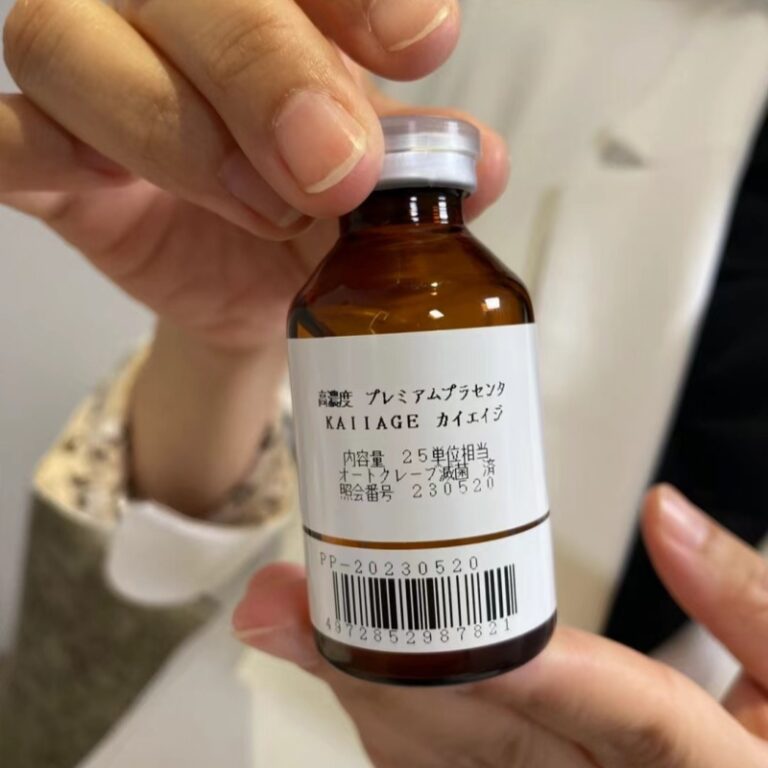 高濃度 プレミアムプラセンタ
KAIIAGE カイエイジ
内容量 25単位相当
オートクレーブ滅菌 済
照会番号 230520
PP-20230520
4972852987821